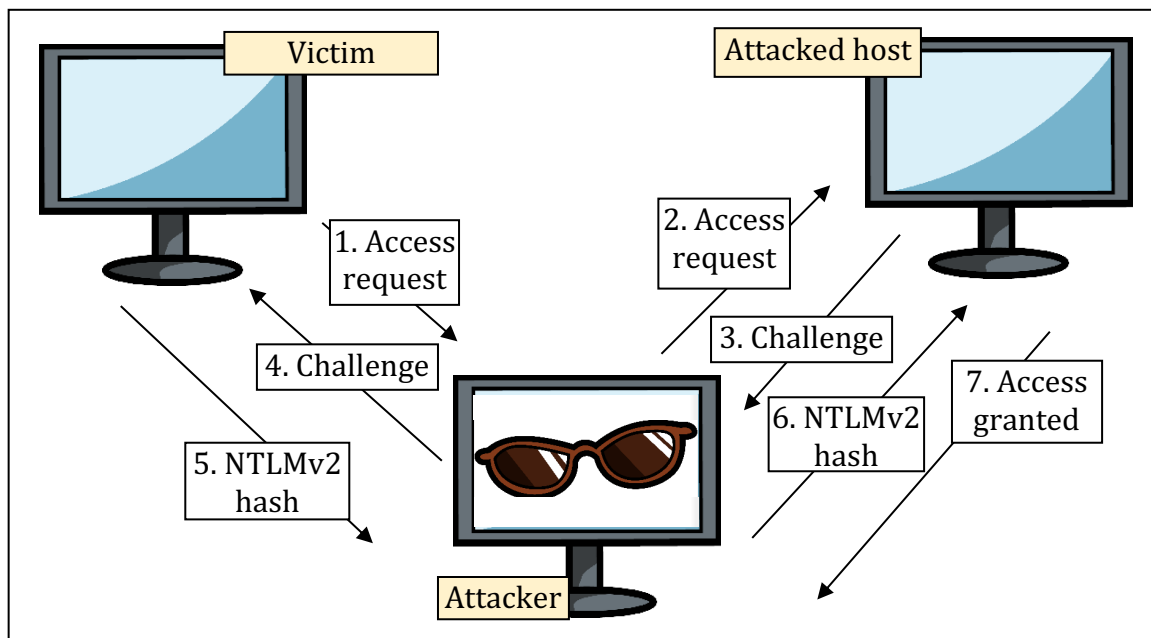 Victim
Attacked host
1. Access
request
2. Access
request
3. Challenge
4. Challenge
5. NTLMv2
hash
6. NTLMv2
hash
7. Access
granted
Attacker